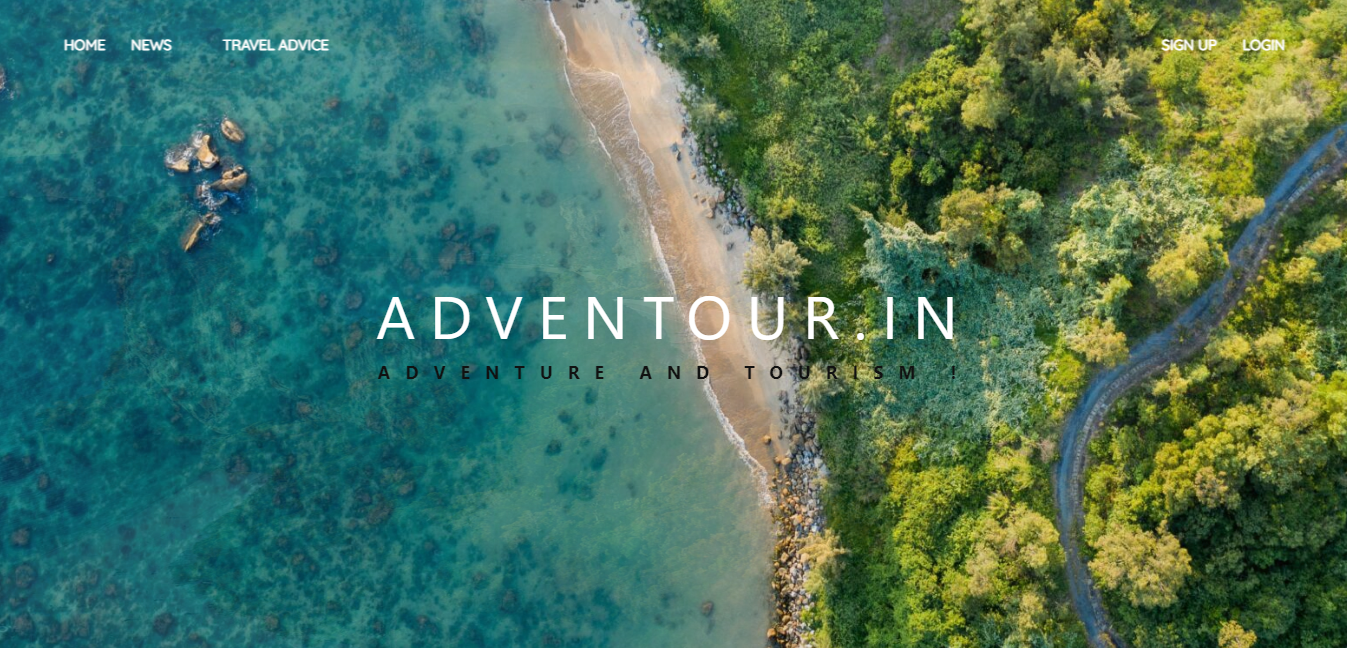 HOME NEWS TRAVEL ADVICE SIGN UP LOGIN
ADVENTOUR.IN
ADVENTURE AND TOURISM !